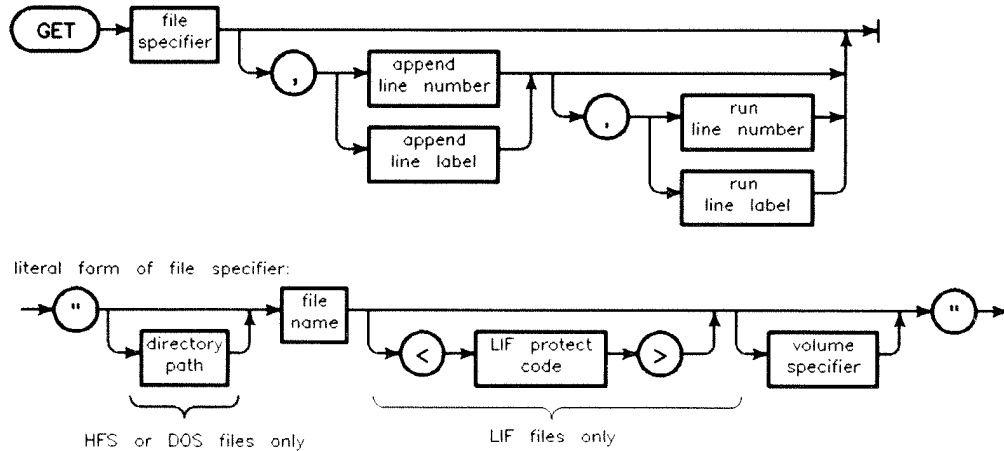 GET
file
specifier
,
append
line number
append
line label
,
run
line number
run
line label
literal form of file specifier:
"
directory
path
file
name
<
LIF protect
code
>
volume
specifier
"
HFS or DOS files only
LIF files only